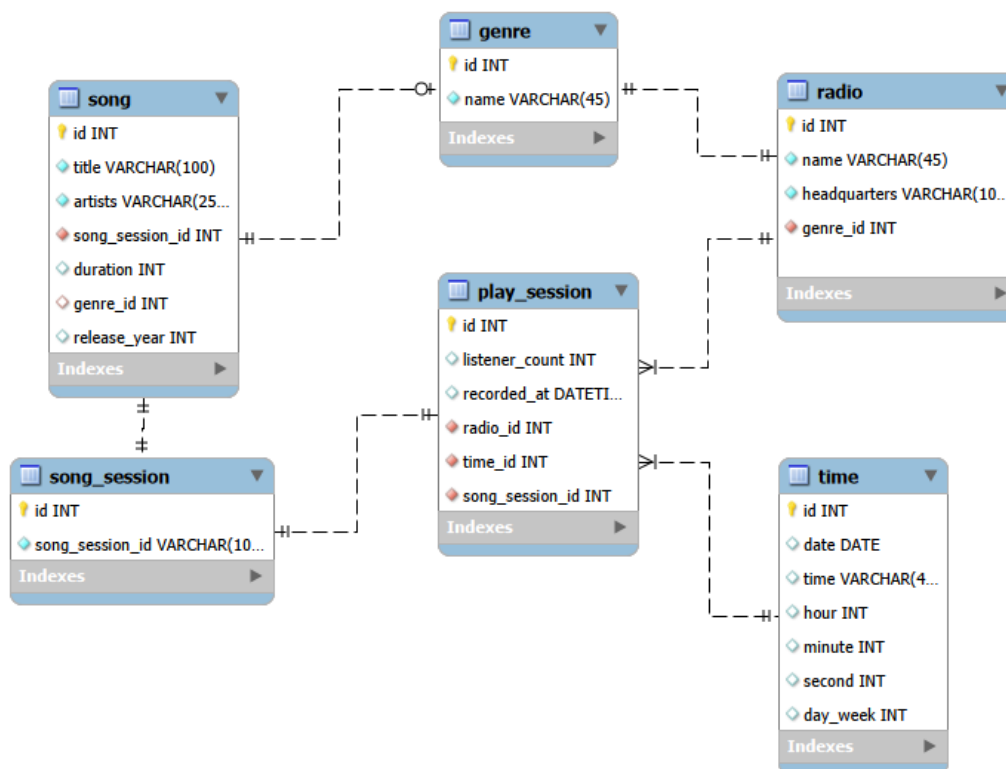 genre
id INT
name VARCHAR(45)
Indexes
song
id INT
title VARCHAR(100)
artists VARCHAR(25...
song_session_id INT
duration INT
genre_id INT
release_year INT
Indexes
radio
id INT
name VARCHAR(45)
headquarters VARCHAR(10...
genre_id INT
Indexes
play_session
id INT
listener_count INT
recorded_at DATETI...
radio_id INT
time_id INT
song_session_id INT
Indexes
song_session
id INT
song_session_id VARCHAR(10...
Indexes
time
id INT
date DATE
time VARCHAR(4...
hour INT
minute INT
second INT
day_week INT
Indexes